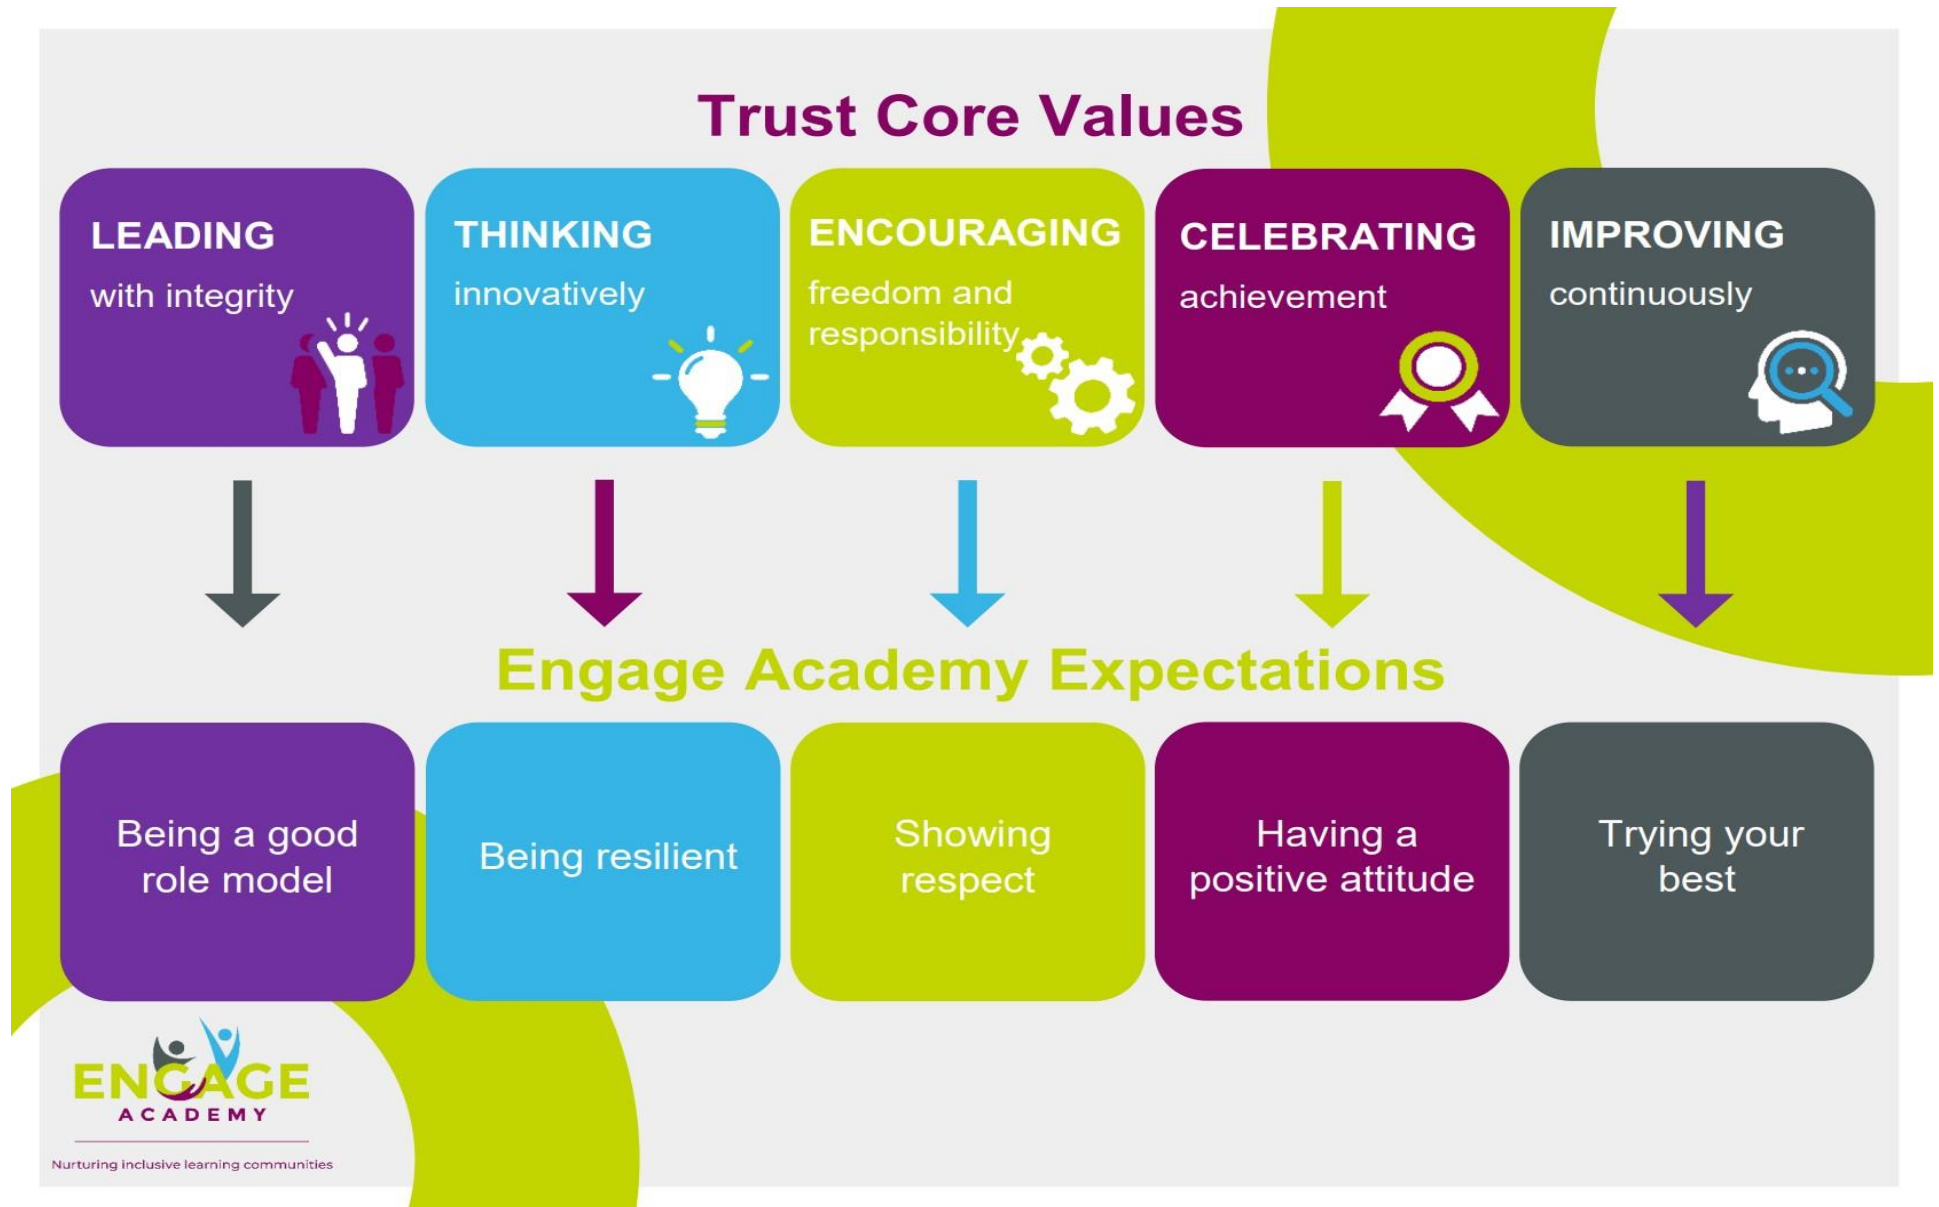 Trust Core Values
LEADING
with integrity
THINKING
innovatively
ENCOURAGING
freedom and
responsibility
CELEBRATING
achievement
IMPROVING
continuously
Engage Academy Expectations
Being a good
role model
Being resilient
Showing
respect
Having a
positive attitude
Trying your
best
ENGAGE
ACADEMY
Nurturing inclusive learning communities